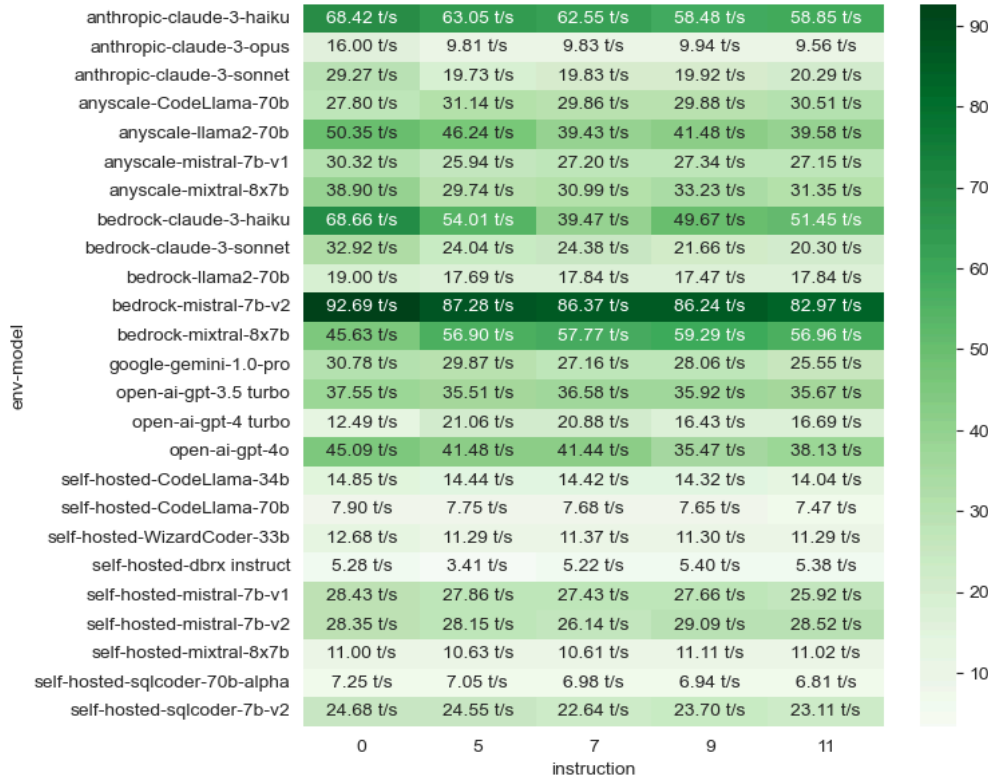 anthropic-claude-3-haiku 68.42 t/s 63.05 t/s 62.55 t/s 58.48 t/s 58.85 t/s
anthropic-claude-3-opus 16.00 t/s 9.81 t/s 9.83 t/s 9.94 t/s 9.56 t/s
anthropic-claude-3-sonnet 29.27 t/s 19.73 t/s 19.83 t/s 19.92 t/s 20.29 t/s
anyscale-CodeLlama-70b 27.80 t/s 31.14 t/s 29.86 t/s 29.88 t/s 30.51 t/s
anyscale-llama2-70b 50.35 t/s 46.24 t/s 39.43 t/s 41.48 t/s 39.58 t/s
anyscale-mistral-7b-v1 30.32 t/s 25.94 t/s 27.20 t/s 27.34 t/s 27.15 t/s
anyscale-mixtral-8x7b 38.90 t/s 29.74 t/s 30.99 t/s 33.23 t/s 31.35 t/s
bedrock-claude-3-haiku 68.66 t/s 54.01 t/s 39.47 t/s 49.67 t/s 51.45 t/s
bedrock-claude-3-sonnet 32.92 t/s 24.04 t/s 24.38 t/s 21.66 t/s 20.30 t/s
bedrock-llama2-70b 19.00 t/s 17.69 t/s 17.84 t/s 17.47 t/s 17.84 t/s
bedrock-mistral-7b-v2 92.69 t/s 87.28 t/s 86.37 t/s 86.24 t/s 82.97 t/s
bedrock-mixtral-8x7b 45.63 t/s 56.90 t/s 57.77 t/s 59.29 t/s 56.96 t/s
google-gemini-1.0-pro 30.78 t/s 29.87 t/s 27.16 t/s 28.06 t/s 25.55 t/s
open-ai-gpt-3.5 turbo 37.55 t/s 35.51 t/s 36.58 t/s 35.92 t/s 35.67 t/s
open-ai-gpt-4 turbo 12.49 t/s 21.06 t/s 20.88 t/s 16.43 t/s 16.69 t/s
open-ai-gpt-4o 45.09 t/s 41.48 t/s 41.44 t/s 35.47 t/s 38.13 t/s
self-hosted-CodeLlama-34b 14.85 t/s 14.44 t/s 14.42 t/s 14.32 t/s 14.04 t/s
self-hosted-CodeLlama-70b 7.90 t/s 7.75 t/s 7.68 t/s 7.65 t/s 7.47 t/s
self-hosted-WizardCoder-33b 12.68 t/s 11.29 t/s 11.37 t/s 11.30 t/s 11.29 t/s
self-hosted-dbrx instruct 5.28 t/s 3.41 t/s 5.22 t/s 5.40 t/s 5.38 t/s
self-hosted-mistral-7b-v1 28.43 t/s 27.86 t/s 27.43 t/s 27.66 t/s 25.92 t/s
self-hosted-mistral-7b-v2 28.35 t/s 28.15 t/s 26.14 t/s 29.09 t/s 28.52 t/s
self-hosted-mixtral-8x7b 11.00 t/s 10.63 t/s 10.61 t/s 11.11 t/s 11.02 t/s
self-hosted-sqlcoder-70b-alpha 7.25 t/s 7.05 t/s 6.98 t/s 6.94 t/s 6.81 t/s
self-hosted-sqlcoder-7b-v2 24.68 t/s 24.55 t/s 22.64 t/s 23.70 t/s 23.11 t/s
0 5 7 9 11
instruction
env-model
90
80
70
60
50
40
30
20
10